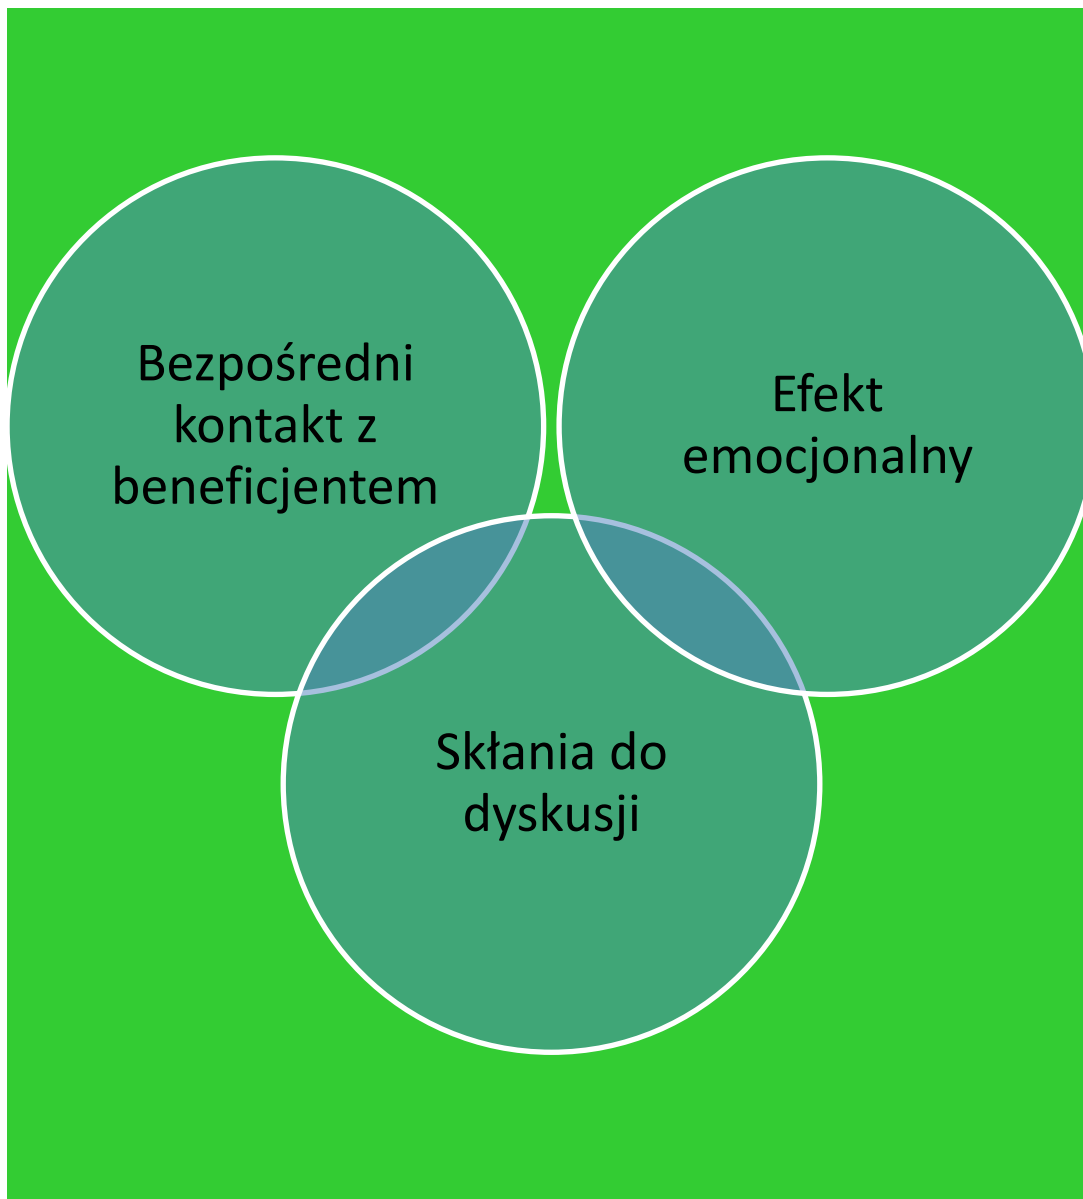 Bezpośredni
kontakt z
beneficjentem
Efekt
emocjonalny
Skłania do
dyskusji